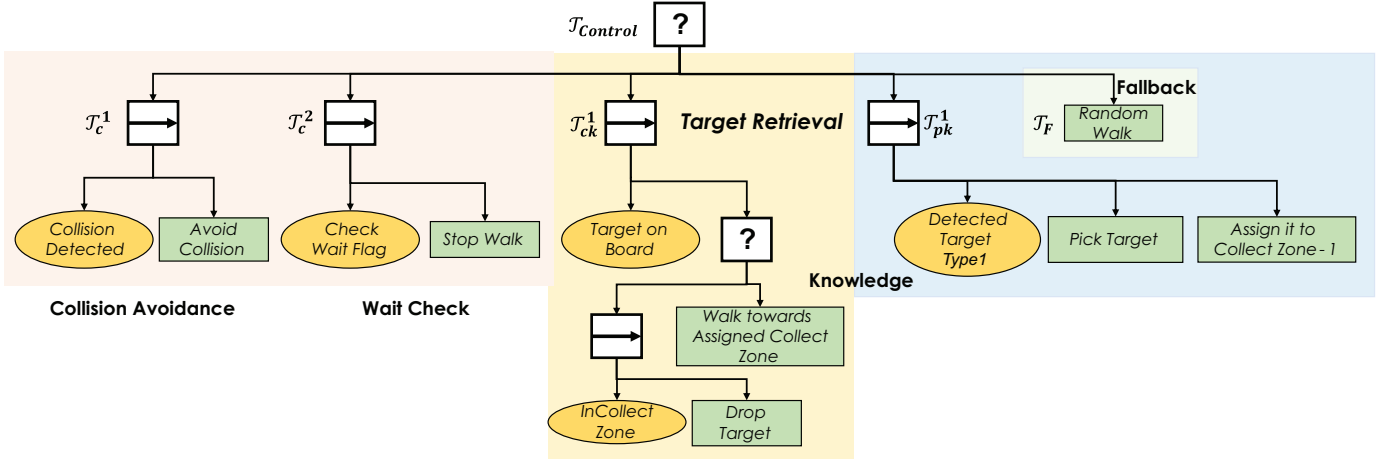 𝒯Control
?
Fallback
𝒯c1
𝒯c2
𝒯ck1
Target Retrieval
𝒯pk1
𝒯F
Random
Walk
Collision
Detected
Avoid
Collision
Check
Wait Flag
Stop Walk
Target on
Board
?
Detected
Target
Type1
Pick Target
Assign it to
Collect Zone-1
Knowledge
Collision Avoidance
Wait Check
Walk towards
Assigned Collect
Zone
InCollect
Zone
Drop
Target